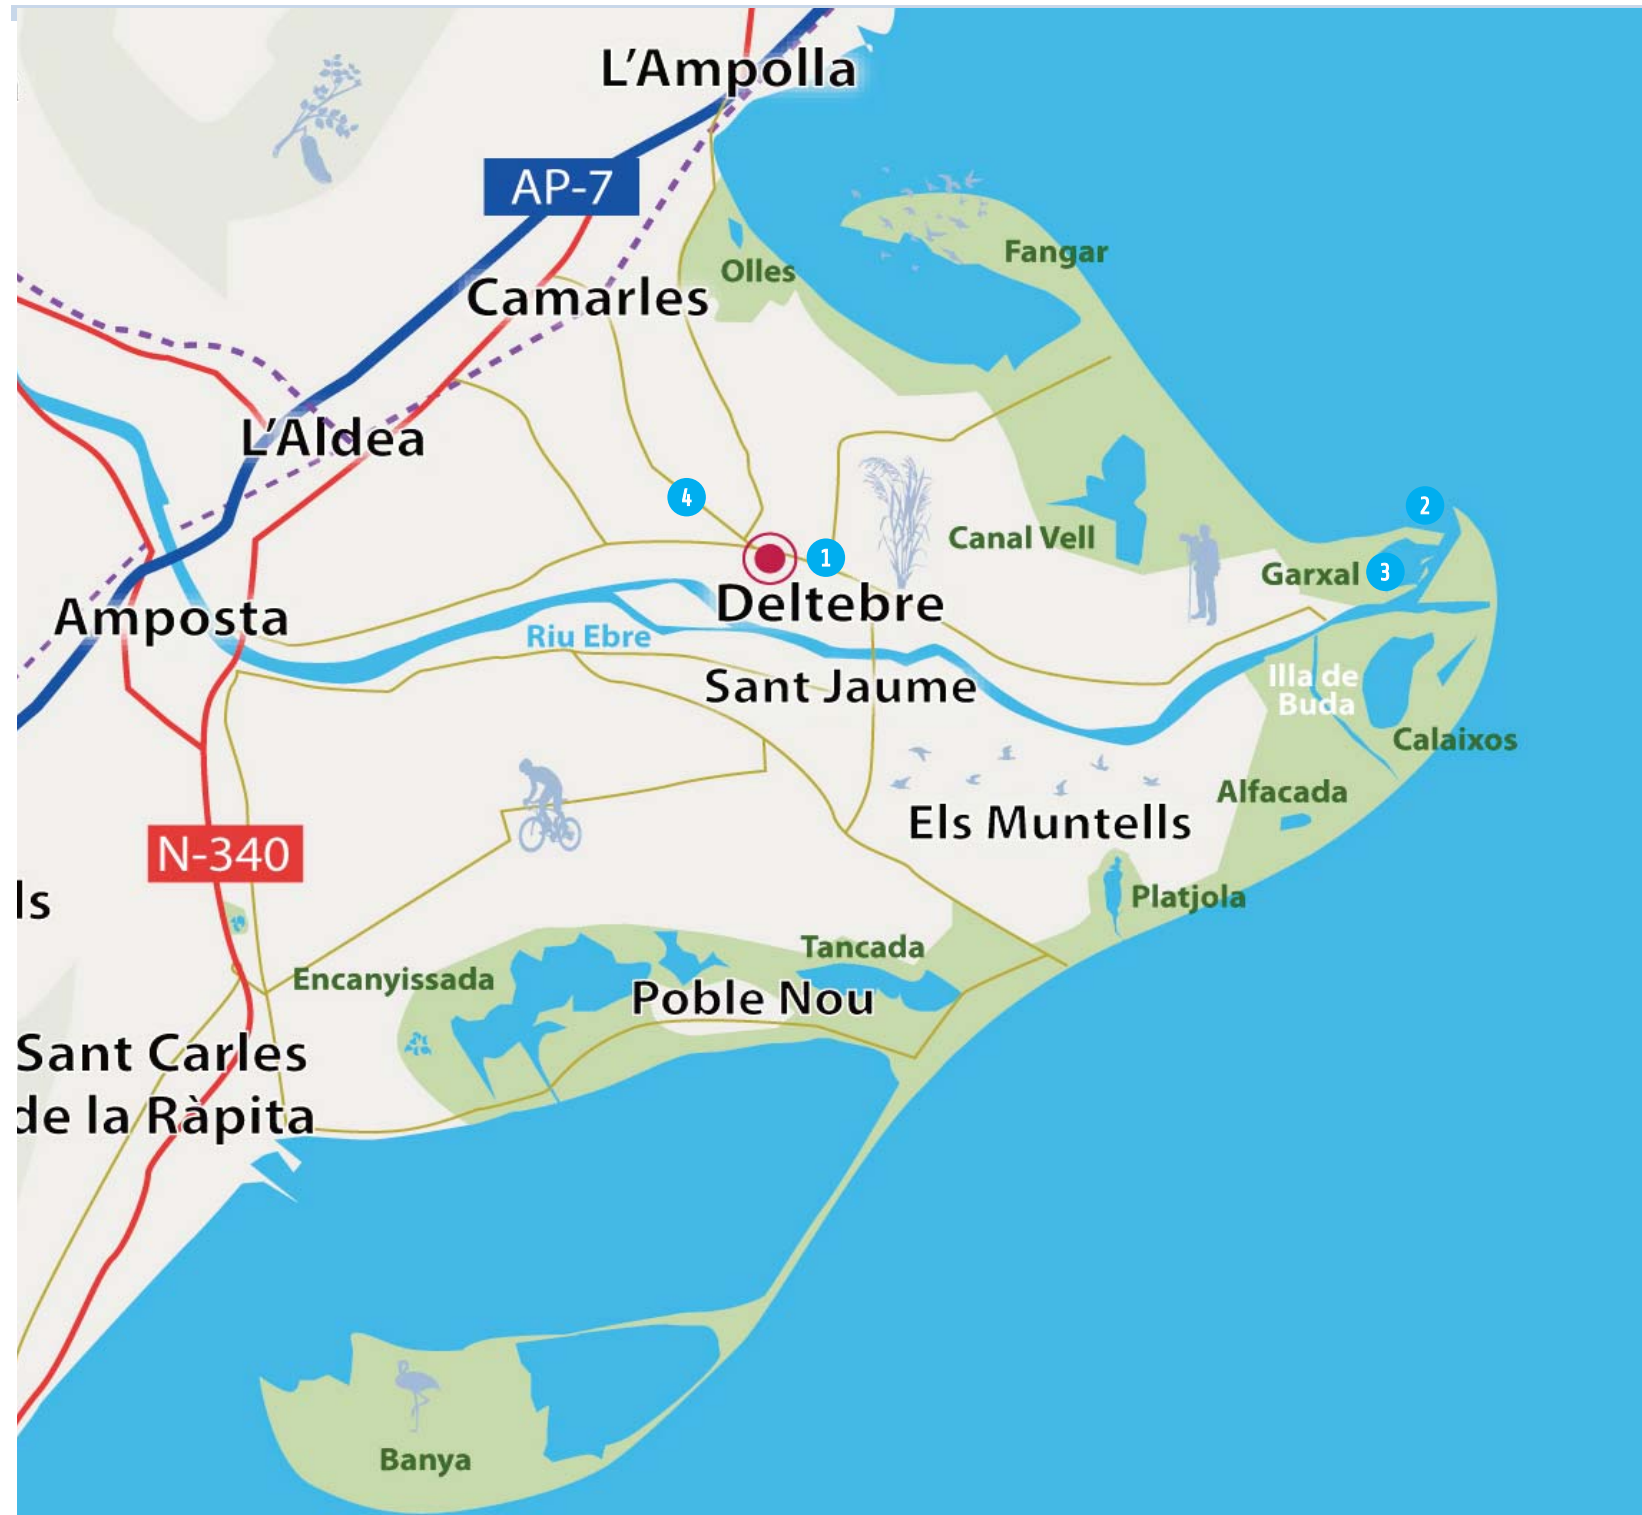 L'Ampolla
AP-7
Fangar
Olles
Camarles
L'Aldea
4
2
Canal Vell
1
Garxal 3
Deltebre
Amposta
Riu Ebre
Sant Jaume
Illa de
Buda
Calaixos
Alfacada
Els Muntells
N-340
ls
Platjola
Tancada
Encanyissada
Poble Nou
Sant Carles
de la Ràpita
Banya